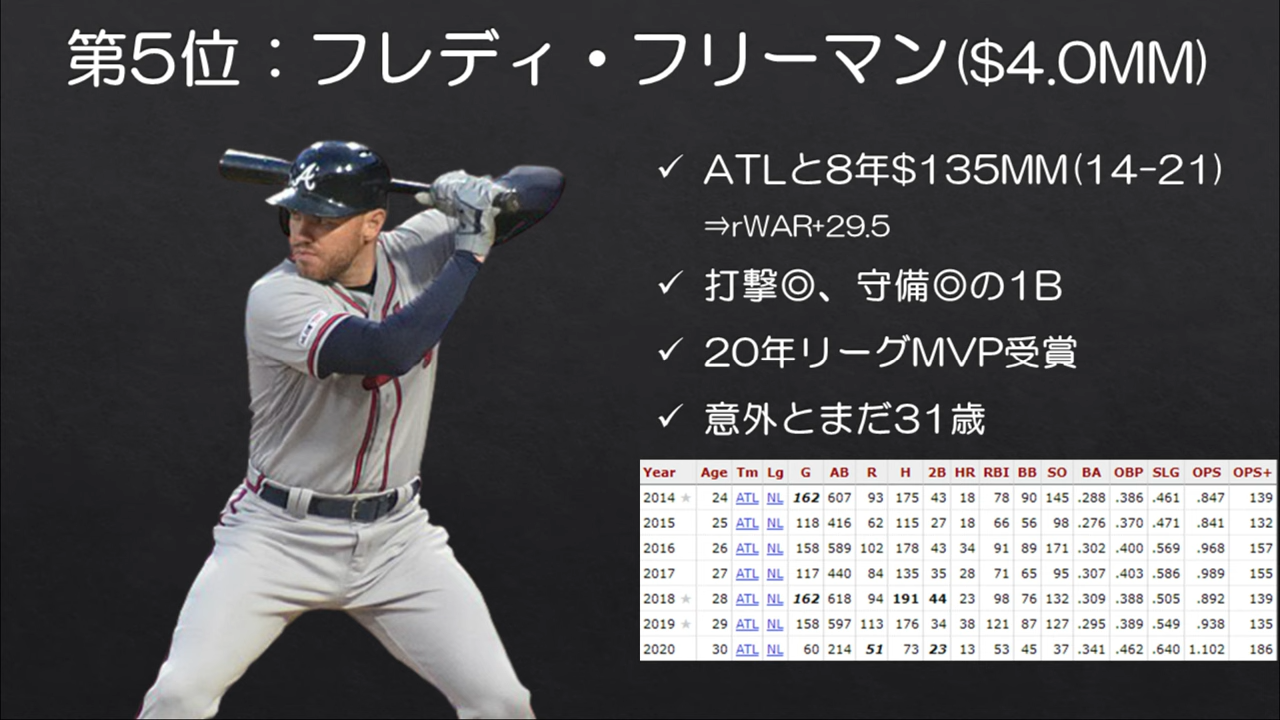 第5位：フレディ・フリーマン($4.0MM)
✓ ATLと8年$135MM(14-21)
⇒rWAR+29.5
✓ 打撃◎、守備◎の1B
✓ 20年リーグMVP受賞
✓ 意外とまだ31歳
Year Age Tm Lg G AB R H 2B HR RBI BB SO BA OBP SLG OPS OPS+
2014 ★ 24 ATL NL 162 607 93 175 43 18 78 90 145 .288 .386 .461 .847 139
2015 25 ATL NL 118 416 62 115 27 18 66 56 98 .276 .370 .471 .841 132
2016 26 ATL NL 158 589 102 178 43 34 91 89 171 .302 .400 .569 .968 157
2017 27 ATL NL 117 440 84 135 35 28 71 65 95 .307 .403 .586 .989 155
2018 ★ 28 ATL NL 162 618 94 191 44 23 98 76 132 .309 .388 .505 .892 139
2019 ★ 29 ATL NL 158 597 113 176 34 38 121 87 127 .295 .389 .549 .938 135
2020 30 ATL NL 60 214 51 73 23 13 53 45 37 .341 .462 .640 1.102 186
A